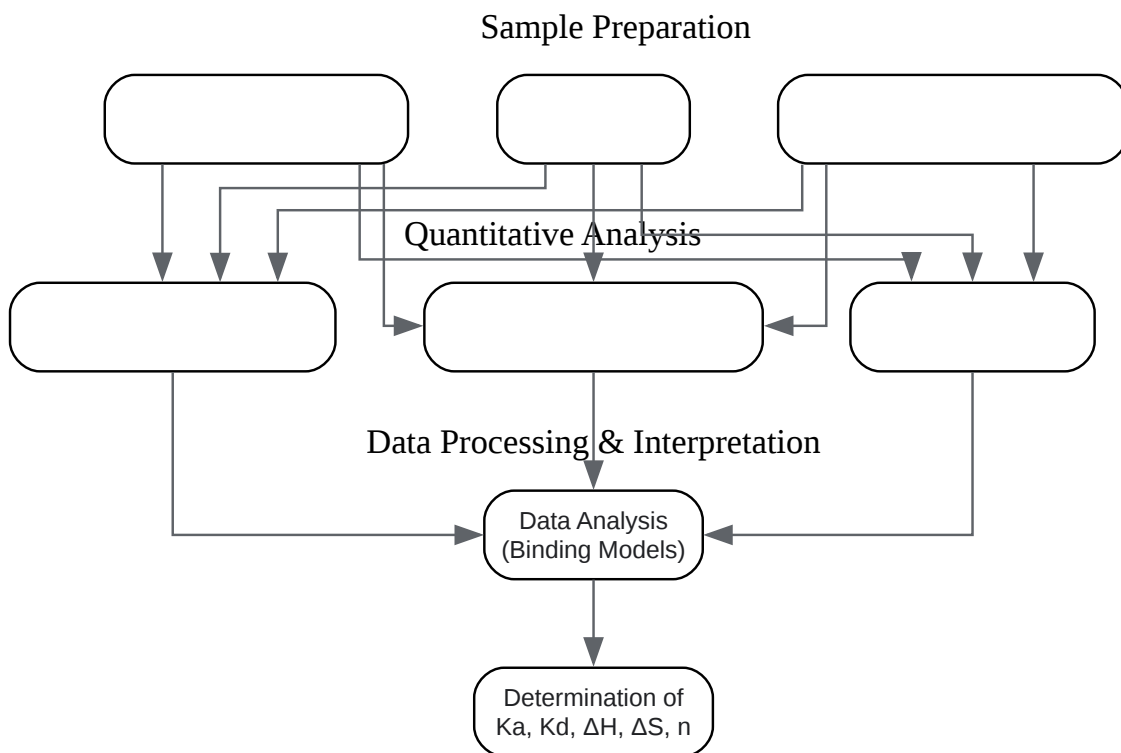 Sample Preparation
Quantitative Analysis
Data Processing & Interpretation
Data Analysis
(Binding Models)
Determination of
Ka, Kd, ΔH, ΔS, n